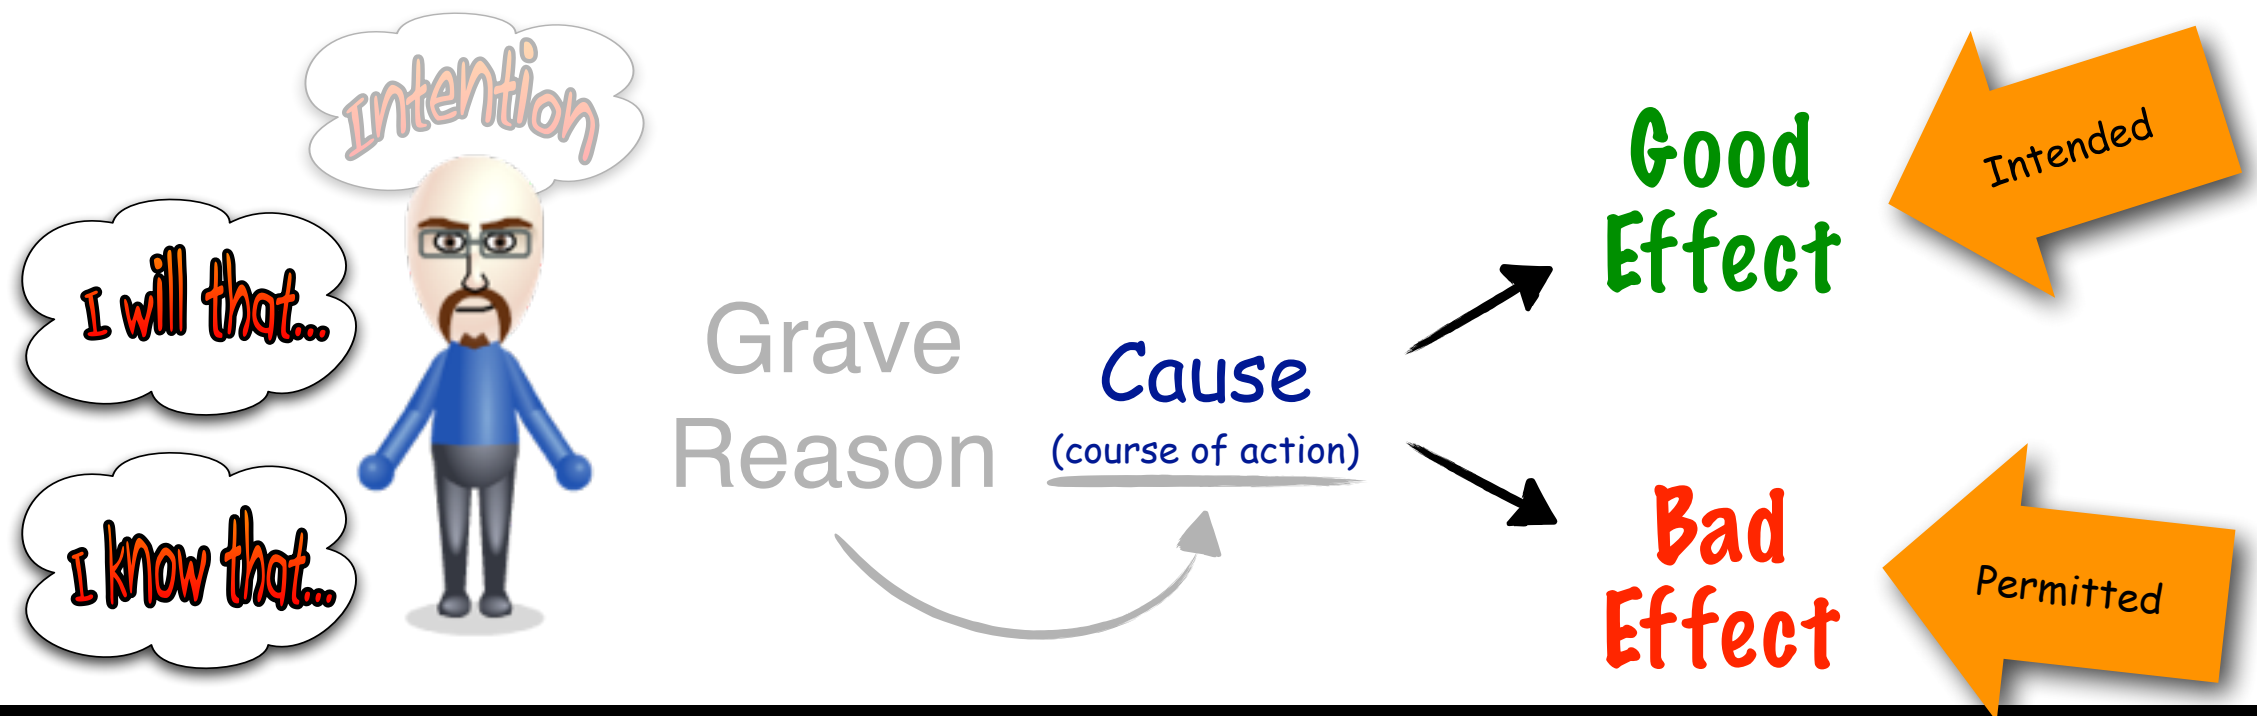 Intention
I will that...
I know that...
Grave
Reason
Cause
(course of action)
Good
Effect
Intended
Bad
Effect
Permitted